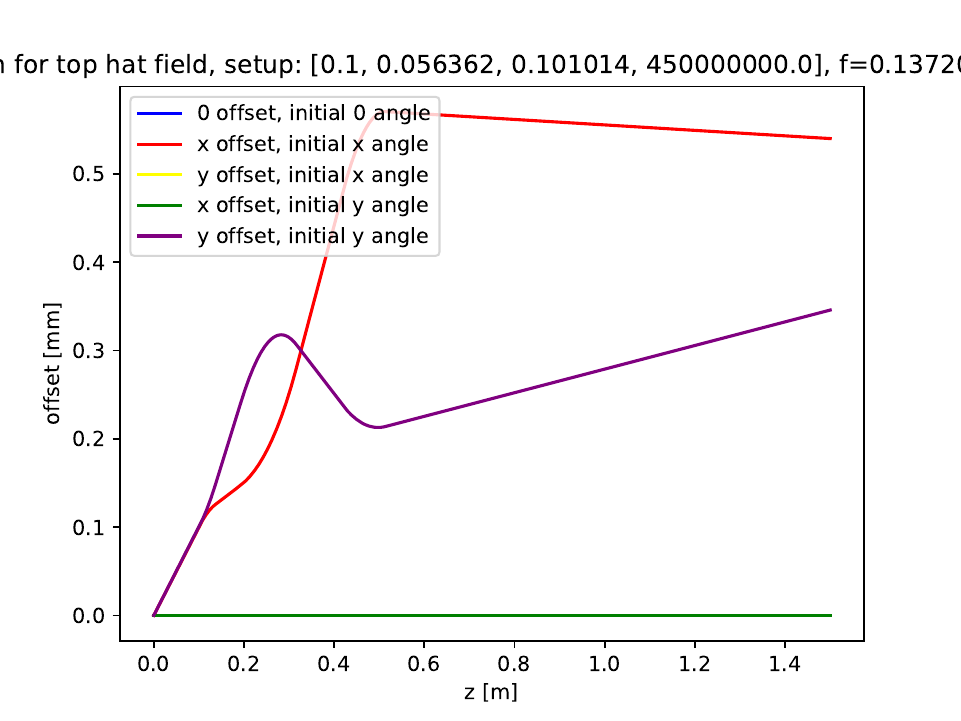 for top hat field, setup: [0.1, 0.056362, 0.101014, 450000000.0], f=0.1372
0 offset, initial 0 angle
x offset, initial x angle
y offset, initial x angle
x offset, initial y angle
y offset, initial y angle
0.5
0.4
0.3
0.2
0.1
0.0
offset [mm]
0.0 0.2 0.4 0.6 0.8 1.0 1.2 1.4
z [m]